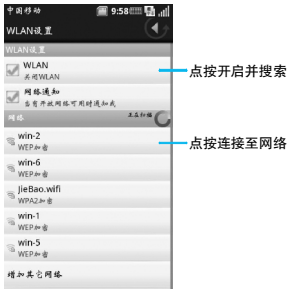 中国移动 9:58
WLAN设置
WLAN设置
WLAN
关闭WLAN
点按开启并搜索
网络通知
当有开放网络可用时通知我
网络 正在扫描
win-2
WEP加密
点按连接至网络
win-6
WEP加密
JieBao.wifi
WPA2加密
win-1
WEP加密
win-5
WEP加密
增加其它网络